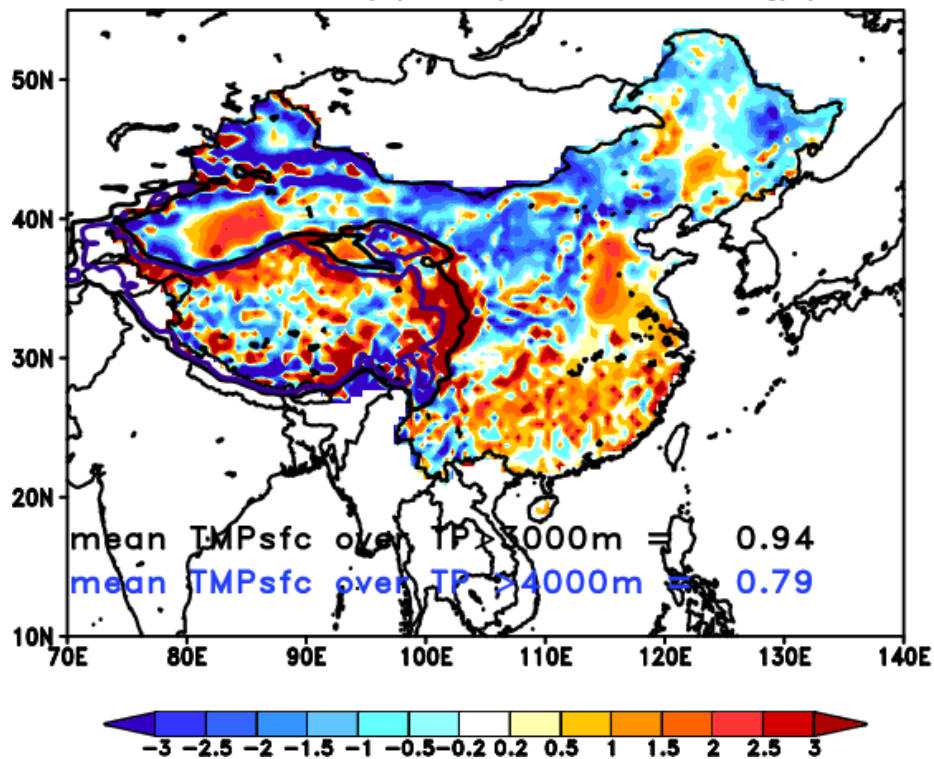 50N
40N
30N
20N
mean TMPsfc over TP>3000m = 0.94
mean TMPsfc over TP >4000m = 0.79
10N
70E 80E 90E 100E 110E 120E 130E 140E
-3 -2.5 -2 -1.5 -1 -0.5 -0.2 0.2 0.5 1 1.5 2 2.5 3